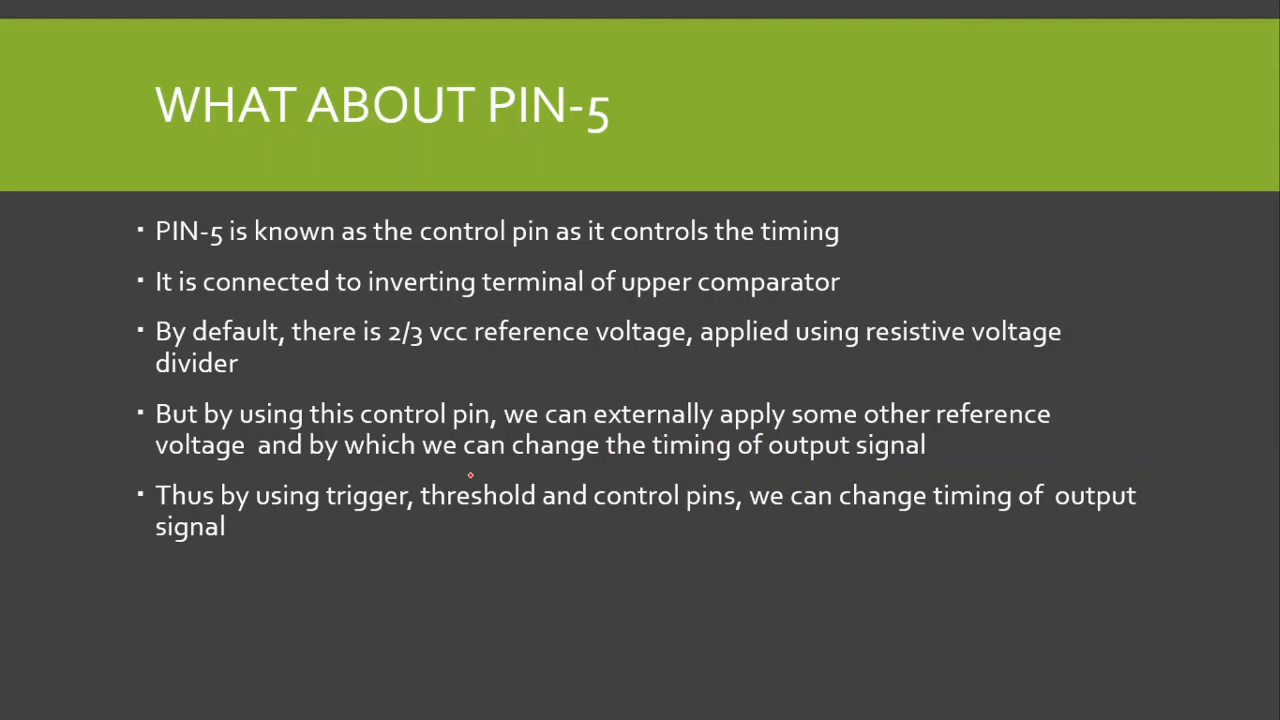 WHAT ABOUT PIN-5
▪ PIN-5 is known as the control pin as it controls the timing
▪ It is connected to inverting terminal of upper comparator
▪ By default, there is 2/3 vcc reference voltage, applied using resistive voltage
divider
▪ But by using this control pin, we can externally apply some other reference
voltage  and by which we can change the timing of output signal
▪ Thus by using trigger, threshold and control pins, we can change timing of  output
signal